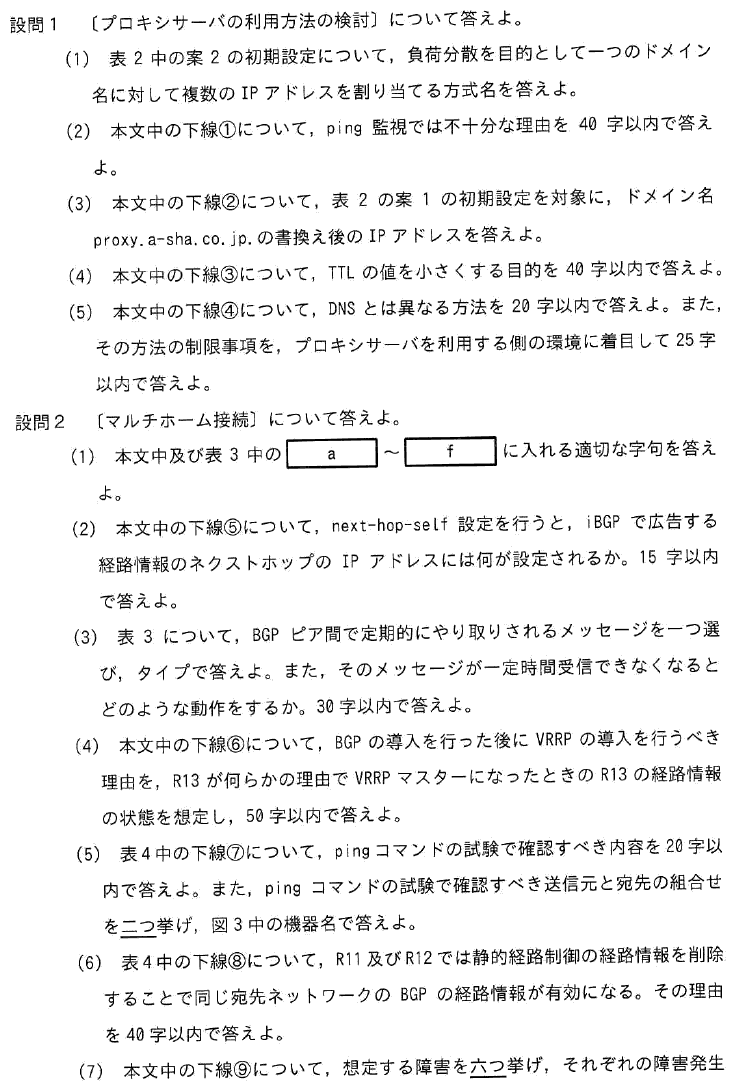 設問1 〔プロキシサーバの利用方法の検討〕について答えよ。
(1) 表2中の案2の初期設定について，負荷分散を目的として一つのドメイン
名に対して複数のIPアドレスを割り当てる方式名を答えよ。
(2) 本文中の下線①について，ping 監視では不十分な理由を 40 字以内で答え
よ。
(3) 本文中の下線②について，表2の案1の初期設定を対象に，ドメイン名
proxy.a-sha.co.jp.の書換え後のIPアドレスを答えよ。
(4) 本文中の下線③について，TTLの値を小さくする目的を40字以内で答えよ。
(5) 本文中の下線④について，DNSとは異なる方法を20字以内で答えよ。また，
その方法の制限事項を，プロキシサーバを利用する側の環境に着目して25字
以内で答えよ。
設問2 〔マルチホーム接続〕について答えよ。
(1) 本文中及び表3中の a ～ f に入れる適切な字句を答え
よ。
(2) 本文中の下線⑤について，next-hop-self 設定を行うと，iBGP で広告する
経路情報のネクストホップの IP アドレスには何が設定されるか。15 字以内
で答えよ。
(3) 表3について，BGP ピア間で定期的にやり取りされるメッセージを一つ選
び，タイプで答えよ。また，そのメッセージが一定時間受信できなくなると
どのような動作をするか。30字以内で答えよ。
(4) 本文中の下線⑥について，BGPの導入を行った後にVRRPの導入を行うべき
理由を，R13が何らかの理由でVRRPマスターになったときのR13の経路情報
の状態を想定し，50字以内で答えよ。
(5) 表4中の下線⑦について，pingコマンドの試験で確認すべき内容を20字以
内で答えよ。また，ping コマンドの試験で確認すべき送信元と宛先の組合せ
を二つ挙げ，図3中の機器名で答えよ。
(6) 表4中の下線⑧について，R11及びR12では静的経路制御の経路情報を削除
することで同じ宛先ネットワークの BGP の経路情報が有効になる。その理由
を40字以内で答えよ。
(7) 本文中の下線⑨について，想定する障害を六つ挙げ，それぞれの障害発生